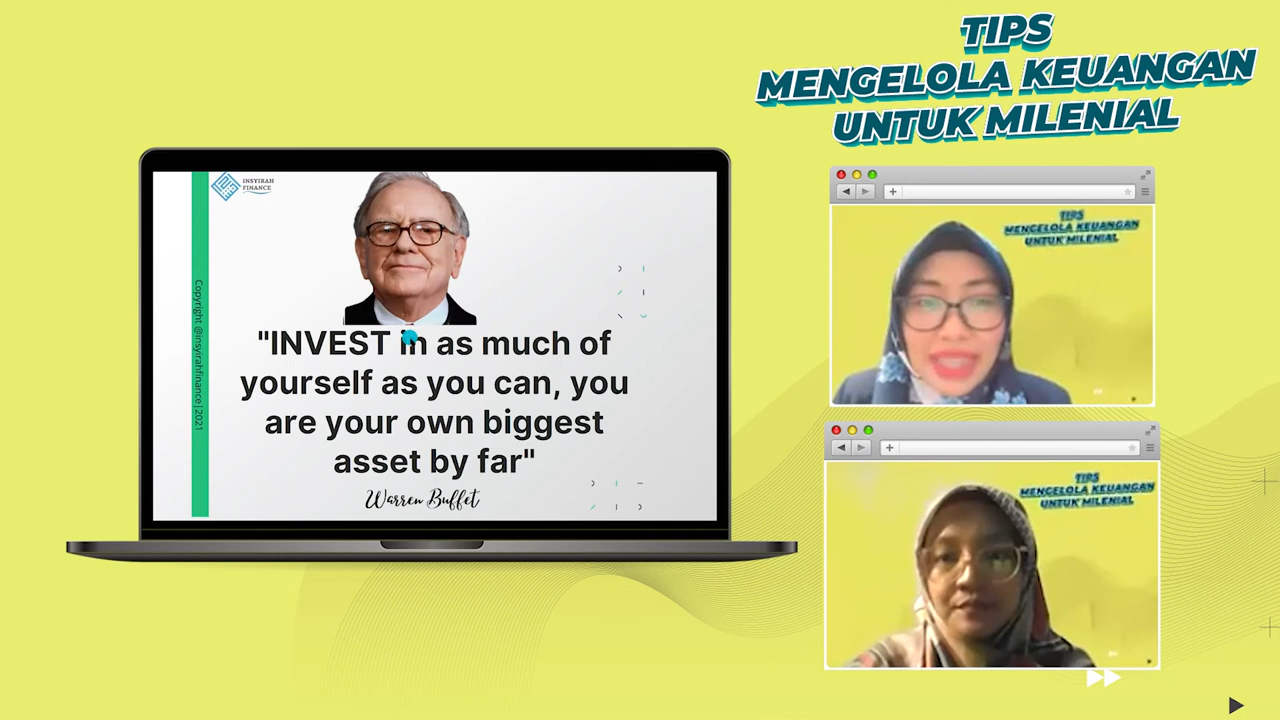 TIPS
MENGELOLA KEUANGAN
UNTUK MILENIAL
INSYIRAH
FINANCE
Copyright @insyirahfinance|2021
"INVEST in as much of
yourself as you can, you
are your own biggest
asset by far"
Warren Buffet
TIPS
MENGELOLA KEUANGAN
UNTUK MILENIAL
TIPS
MENGELOLA KEUANGAN
UNTUK MILENIAL